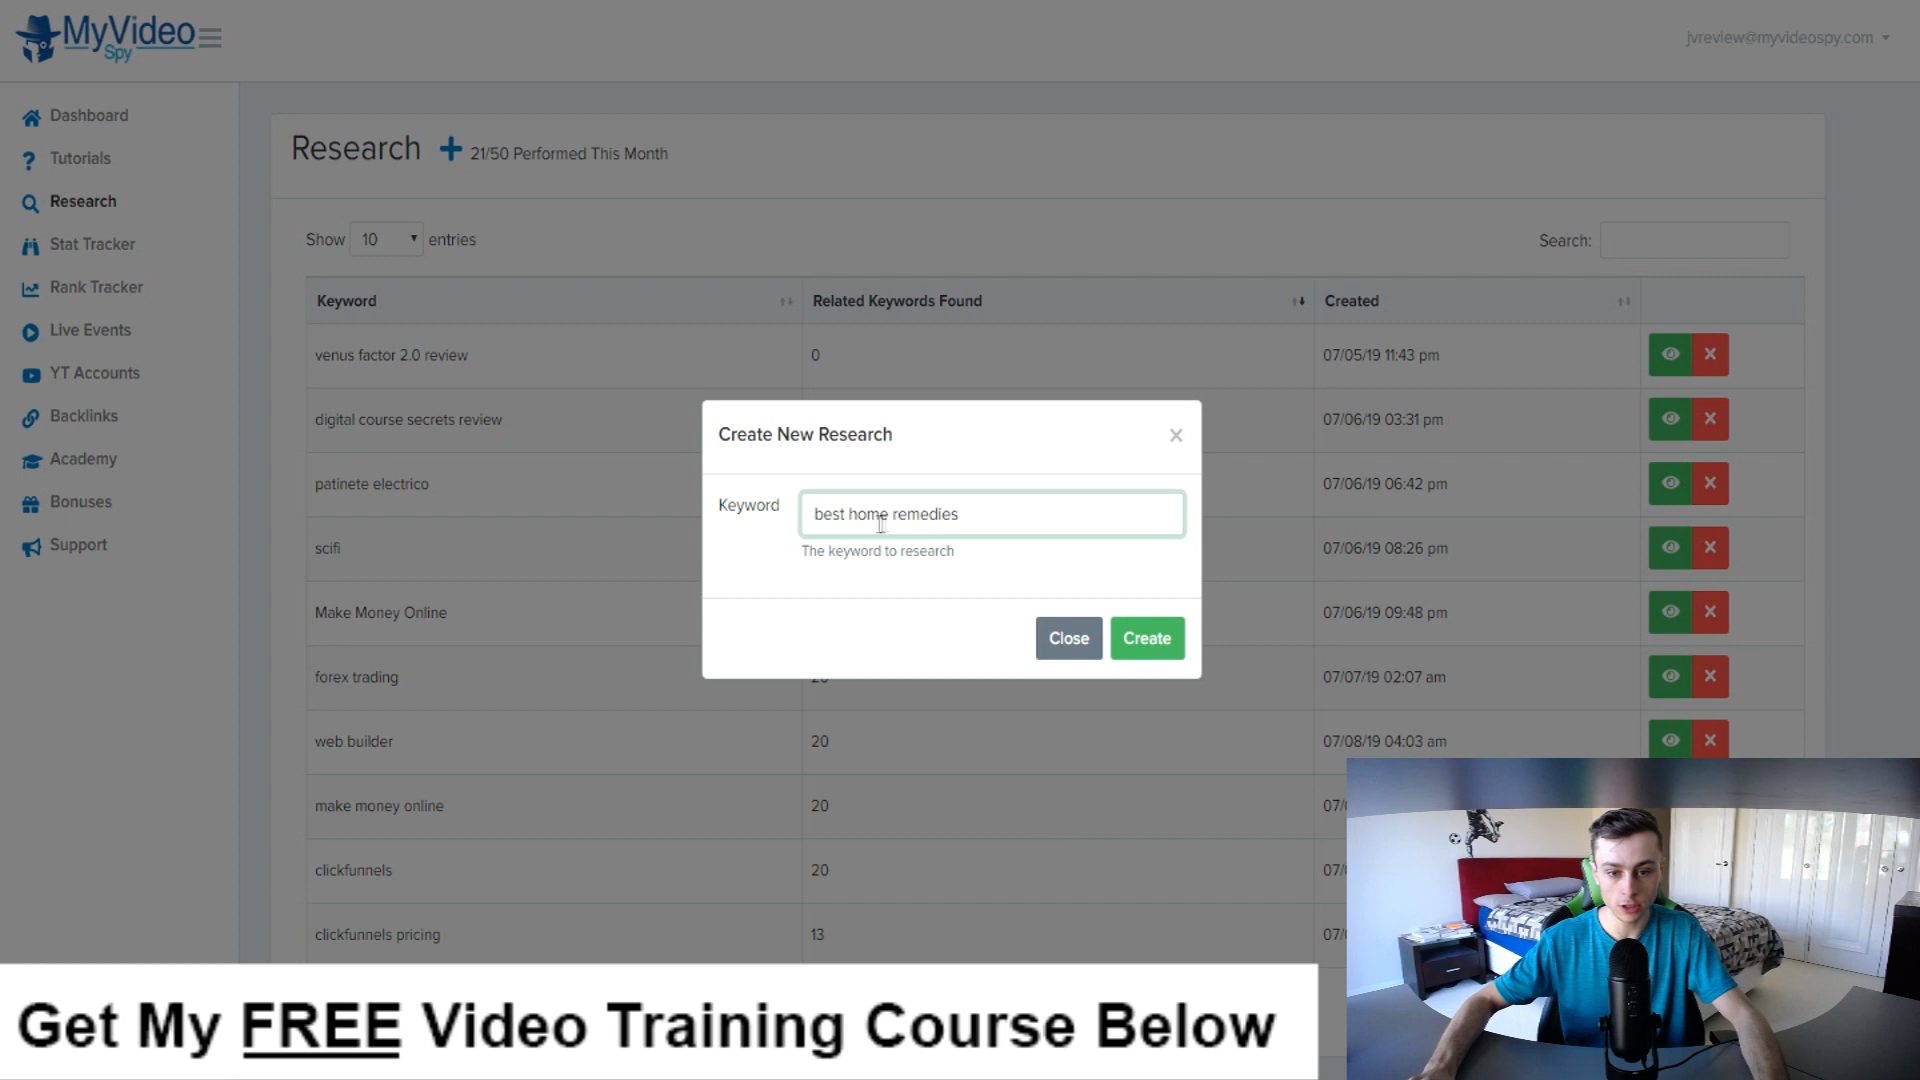 MyVideo
Spy
jvreview@myvideospy.com
Dashboard
Tutorials
Research
Stat Tracker
Rank Tracker
Live Events
YT Accounts
Backlinks
Academy
Bonuses
Support
Research + 21/50 Performed This Month
Show 10 entries
Search:
Keyword Related Keywords Found Created
venus factor 2.0 review 0 07/05/19 11:43 pm
digital course secrets review 07/06/19 03:31 pm
patinete electrico 07/06/19 06:42 pm
scifi 07/06/19 08:26 pm
Make Money Online 07/06/19 09:48 pm
forex trading 20 07/07/19 02:07 am
web builder 20 07/08/19 04:03 am
make money online 20 07/
clickfunnels 20 07/
clickfunnels pricing 13 07/
Create New Research
Keyword best home remedies
The keyword to research
Close Create
Get My FREE Video Training Course Below